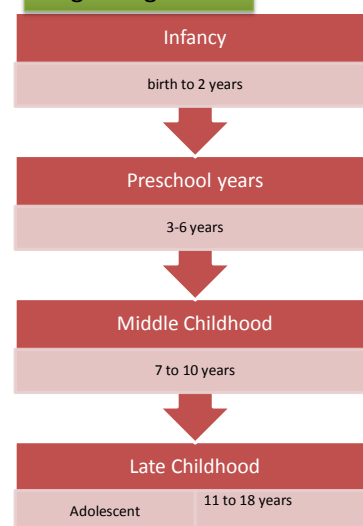 Infancy
birth to 2 years
Preschool years
3-6 years
Middle Childhood
7 to 10 years
Late Childhood
Adolescent
11 to 18 years